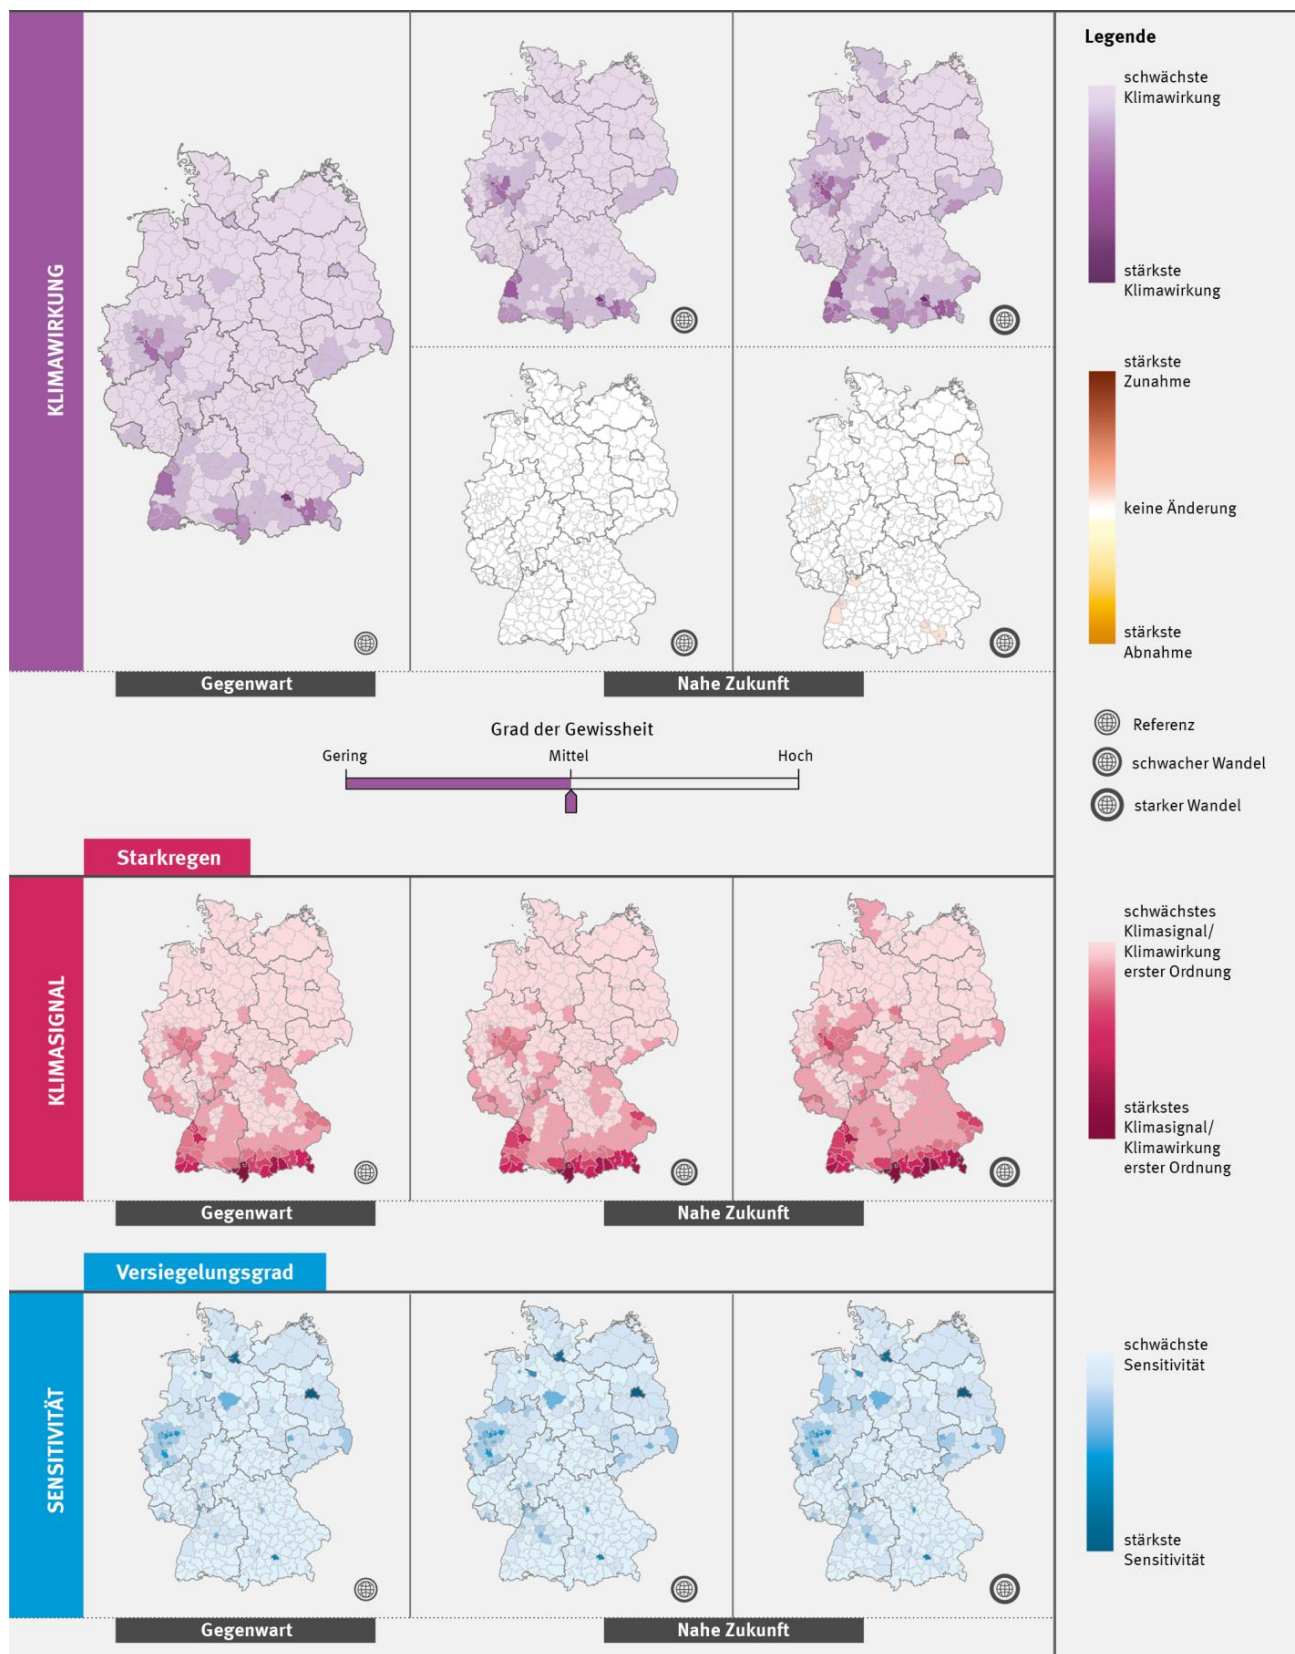 KLIMAWIRKUNG
Gegenwart
Nahe Zukunft
Grad der Gewissheit
Gering
Mittel
Hoch
Starkregen
KLIMASIGNAL
Gegenwart
Nahe Zukunft
Versiegelungsgrad
SENSITIVITÄT
Gegenwart
Nahe Zukunft
Legende
schwächste
Klimawirkung
stärkste
Klimawirkung
stärkste
Zunahme
keine Änderung
stärkste
Abnahme
Referenz
schwacher Wandel
starker Wandel
schwächstes
Klimasignal/
Klimawirkung
erster Ordnung
stärkstes
Klimasignal/
Klimawirkung
erster Ordnung
schwächste
Sensitivität
stärkste
Sensitivität